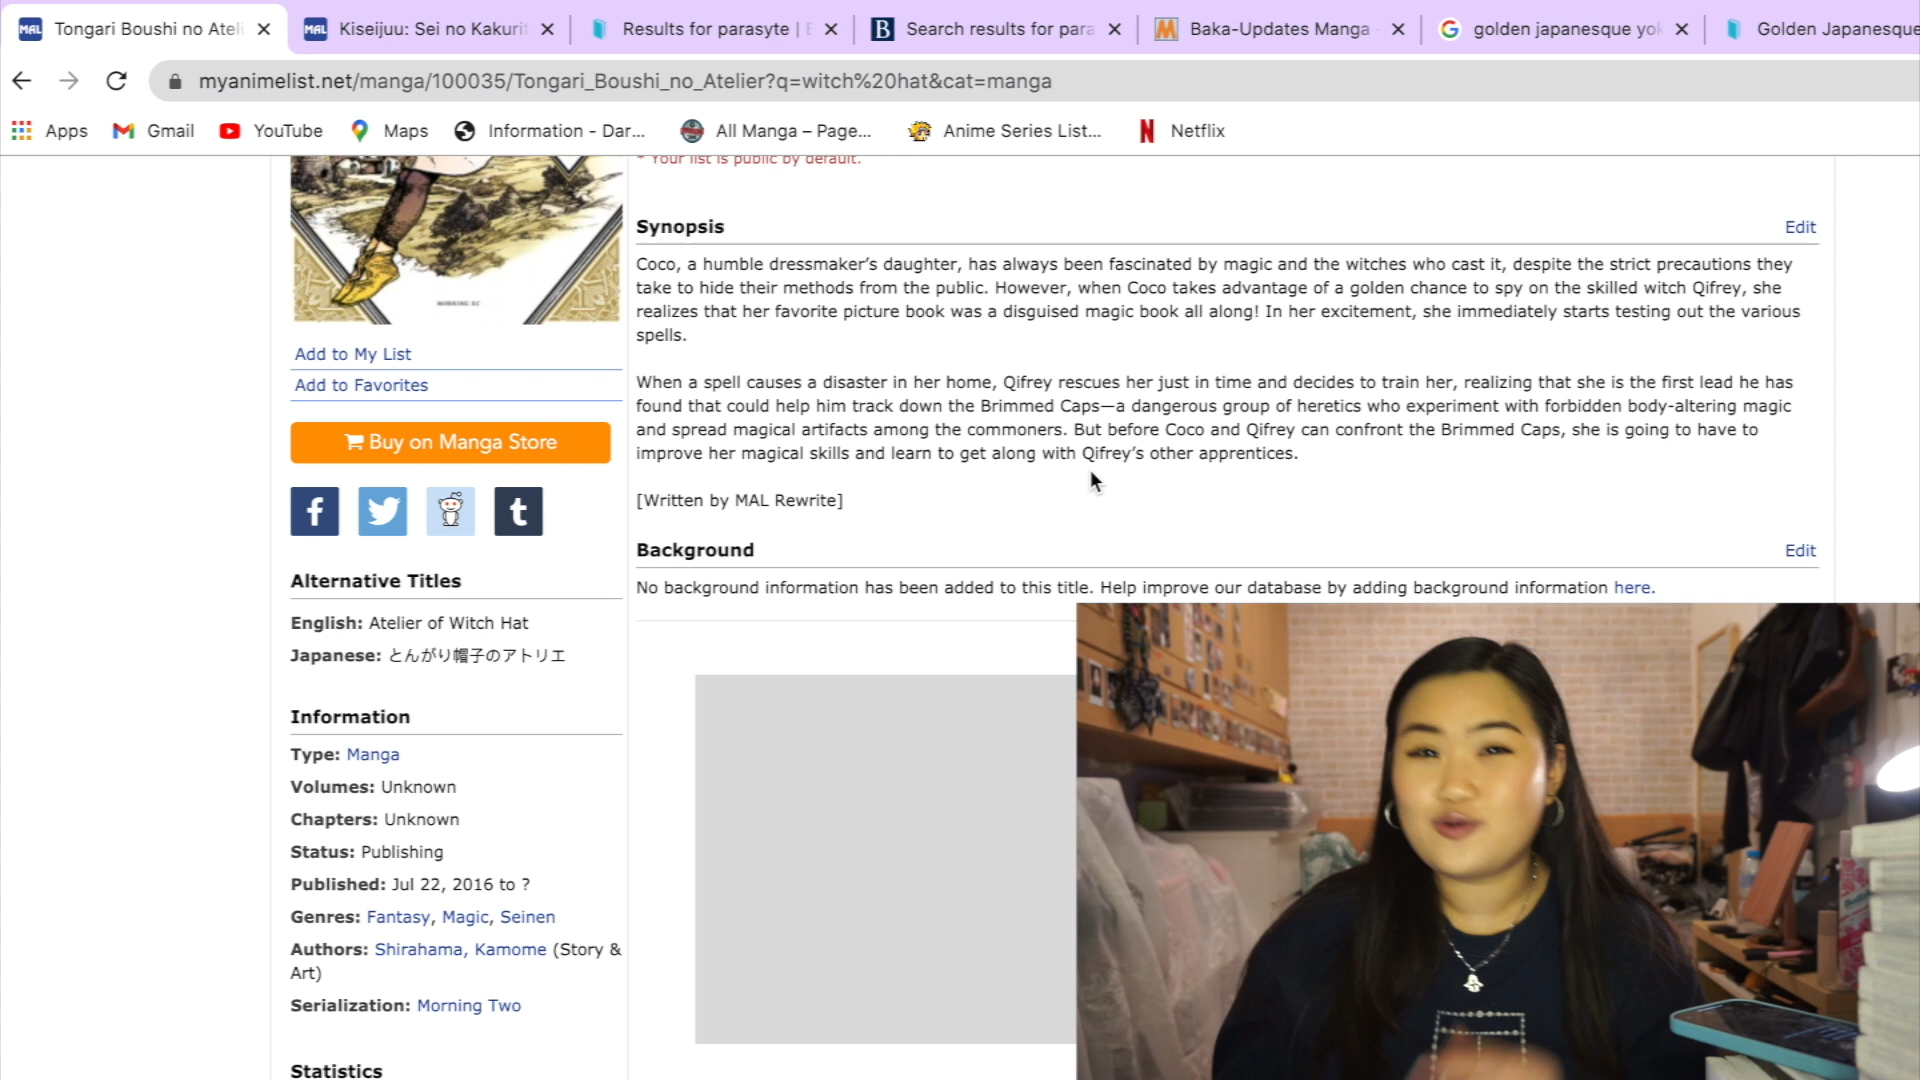 Tongari Boushi no Ateli
Kiseijuu: Sei no Kakurit
Results for parasyte |
Search results for para
Baka-Updates Manga -
golden japanesque yok
Golden Japanesque
myanimelist.net/manga/100035/Tongari_Boushi_no_Atelier?q=witch%20hat&cat=manga
Apps
Gmail
YouTube
Maps
Information - Dar...
All Manga – Page...
Anime Series List...
Netflix
* Your list is public by default.
Synopsis
Edit
Coco, a humble dressmaker's daughter, has always been fascinated by magic and the witches who cast it, despite the strict precautions they
take to hide their methods from the public. However, when Coco takes advantage of a golden chance to spy on the skilled witch Qifrey, she
realizes that her favorite picture book was a disguised magic book all along! In her excitement, she immediately starts testing out the various
spells.
When a spell causes a disaster in her home, Qifrey rescues her just in time and decides to train her, realizing that she is the first lead he has
found that could help him track down the Brimmed Caps—a dangerous group of heretics who experiment with forbidden body-altering magic
and spread magical artifacts among the commoners. But before Coco and Qifrey can confront the Brimmed Caps, she is going to have to
improve her magical skills and learn to get along with Qifrey's other apprentices.
[Written by MAL Rewrite]
Background
Edit
No background information has been added to this title. Help improve our database by adding background information here.
MORNING KC
Add to My List
Add to Favorites
Buy on Manga Store
Alternative Titles
English: Atelier of Witch Hat
Japanese: とんがり帽子のアトリエ
Information
Type: Manga
Volumes: Unknown
Chapters: Unknown
Status: Publishing
Published: Jul 22, 2016 to ?
Genres: Fantasy, Magic, Seinen
Authors: Shirahama, Kamome (Story &
Art)
Serialization: Morning Two
Statistics